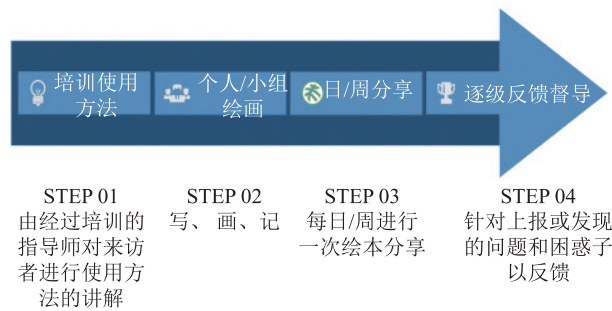 培训使用
方法
个人/小组
绘画
日/周分享
逐级反馈督导
STEP 01
由经过培训的
指导师对来访
者进行使用方
法的讲解
STEP 02
写、画、记
STEP 03
每日/周进行
一次绘本分享
STEP 04
针对上报或发现
的问题和困惑子
以反馈